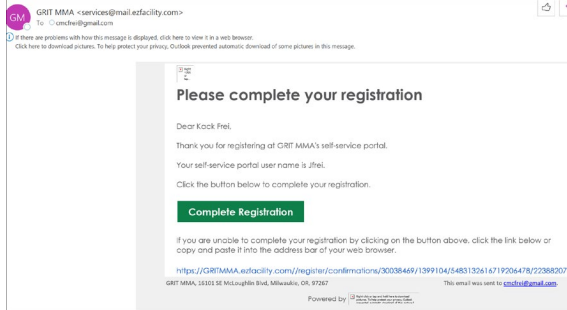 GM
GRIT MMA <services@mail.ezfacility.com>
To cmcfrei@gmail.com
If there are problems with how this message is displayed, click here to view it in a web browser.
Click here to download pictures. To help protect your privacy, Outlook prevented automatic download of some pictures in this message.
Please complete your registration
Dear Kack Frei,
Thank you for registering at GRIT MMA's self-service portal.
Your self-service portal user name is Jfrei.
Click the button below to complete your registration.
Complete Registration
If you are unable to complete your registration by clicking on the button above, click the link below or
copy and paste it into the address bar of your web browser.
https://GRITMMA.ezfacility.com//register/confirmations/30038469/1399104/5483132616719206478/22388207
GRIT MMA, 16101 SE McLoughlin Blvd, Milwaukie, OR, 97267
This email was sent to cmcfrei@gmail.com.
Powered by